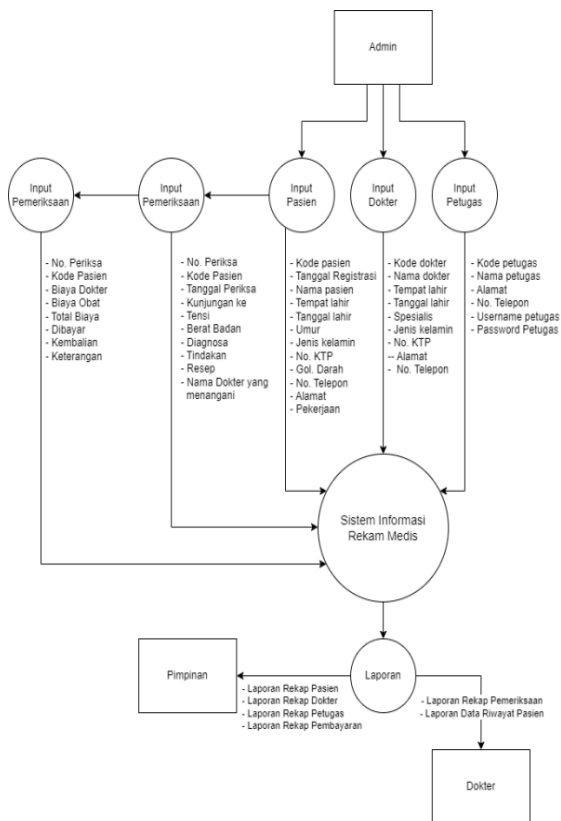 Admin
Input
Pemeriksaan
Input
Pemeriksaan
Input
Pasien
Input
Dokter
Input
Petugas
- No. Periksa
- Kode Pasien
- Biaya Dokter
- Biaya Obat
- Total Biaya
- Dibayar
- Kembalian
- Keterangan
- No. Periksa
- Kode Pasien
- Tanggal Periksa
- Kunjungan ke
- Tensi
- Berat Badan
- Diagnosa
- Tindakan
- Resep
- Nama Dokter yang
menangani
- Kode pasien
- Tanggal Registrasi
- Nama pasien
- Tempat lahir
- Tanggal lahir
- Umur
- Jenis kelamin
- No. KTP
- Gol. Darah
- No. Telepon
- Alamat
- Pekerjaan
- Kode dokter
- Nama dokter
- Tempat lahir
- Tanggal lahir
- Spesialis
- Jenis kelamin
- No. KTP
-- Alamat
- No. Telepon
- Kode petugas
- Nama petugas
- Alamat
- No. Telepon
- Username petugas
- Password Petugas
Sistem Informasi
Rekam Medis
Pimpinan
Laporan
- Laporan Rekap Pasien
- Laporan Rekap Dokter
- Laporan Rekap Petugas
- Laporan Rekap Pembayaran
- Laporan Rekap Pemeriksaan
- Laporan Data Riwayat Pasien
Dokter